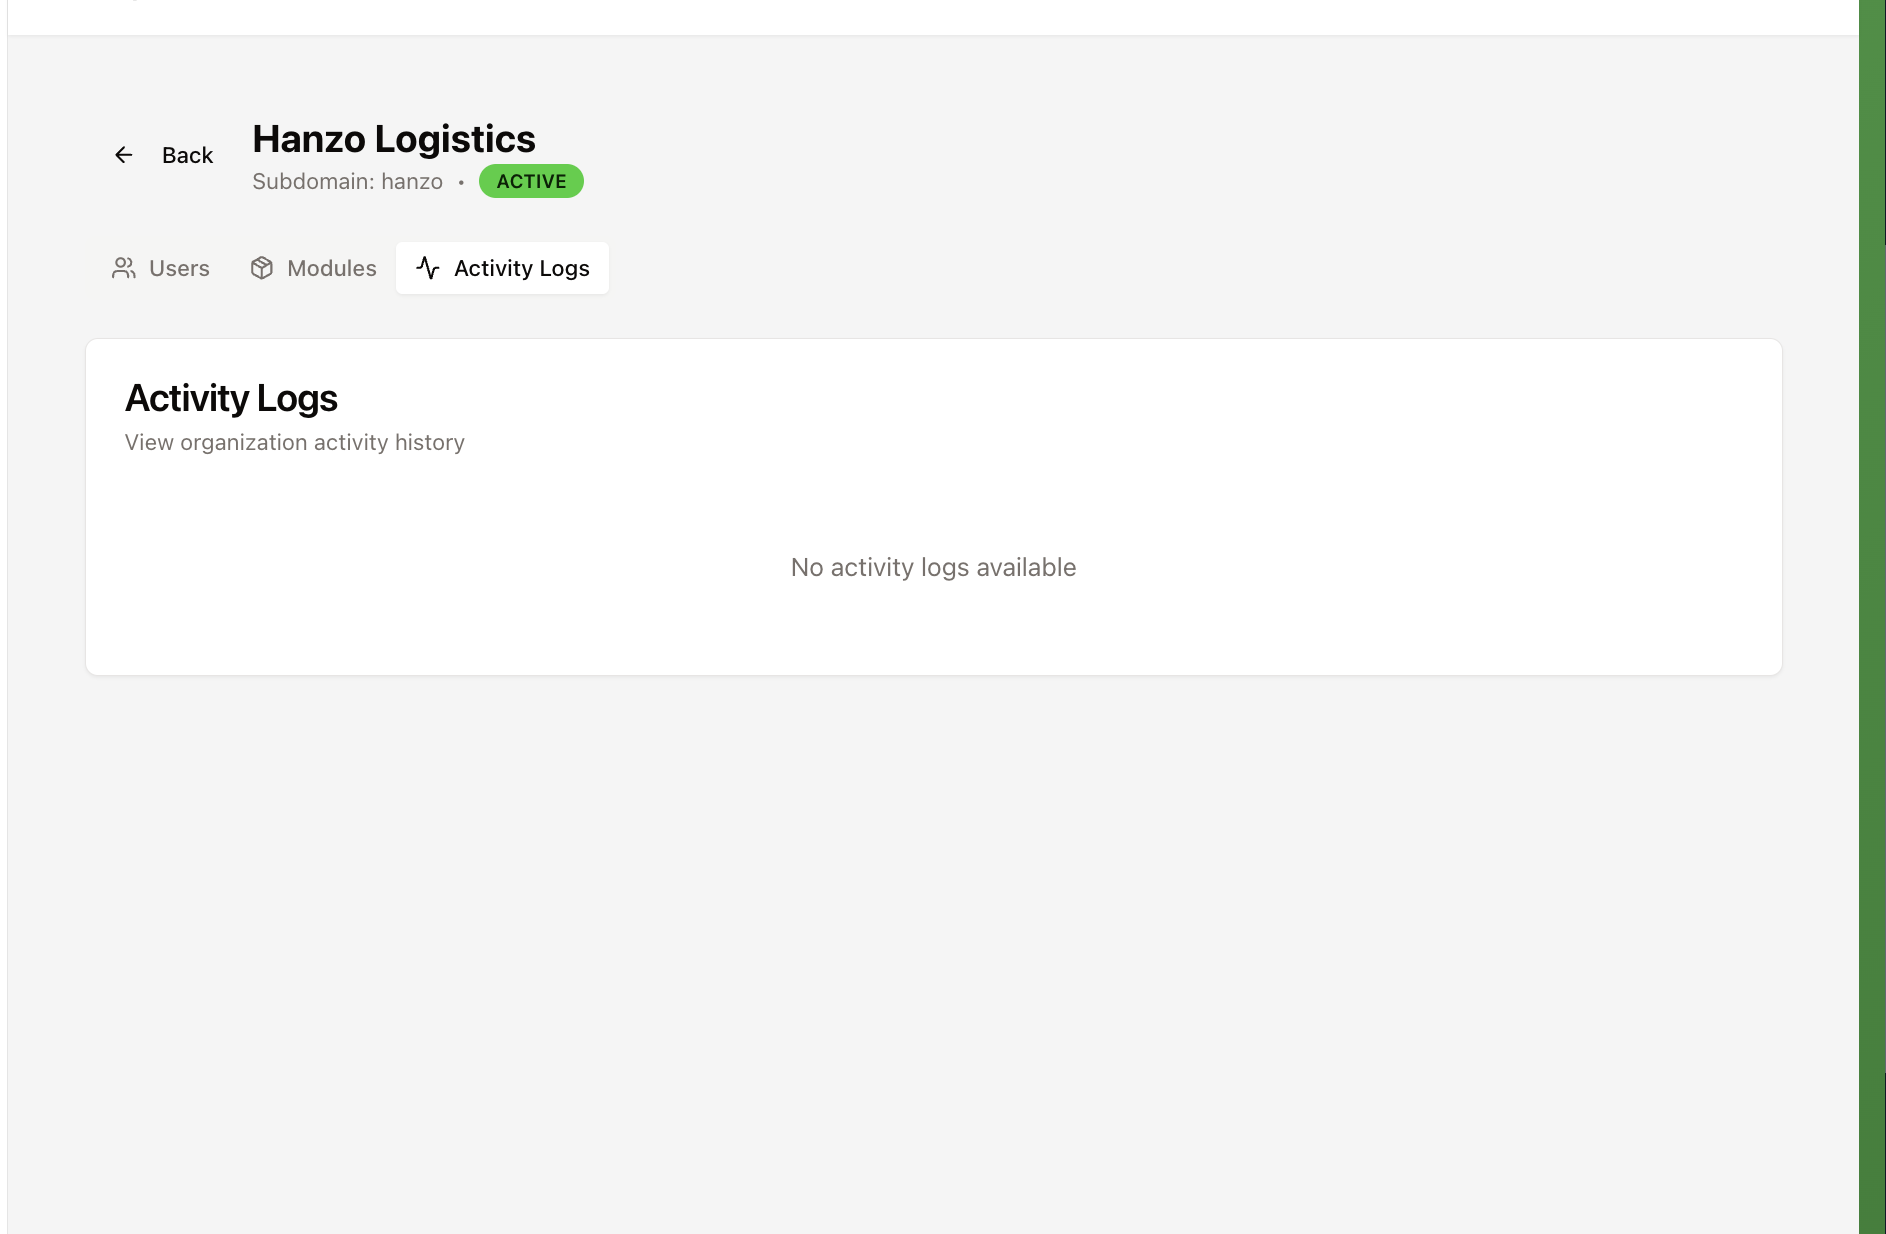 Back
Hanzo Logistics
Subdomain: hanzo • ACTIVE
Users
Modules
Activity Logs
Activity Logs
View organization activity history
No activity logs available